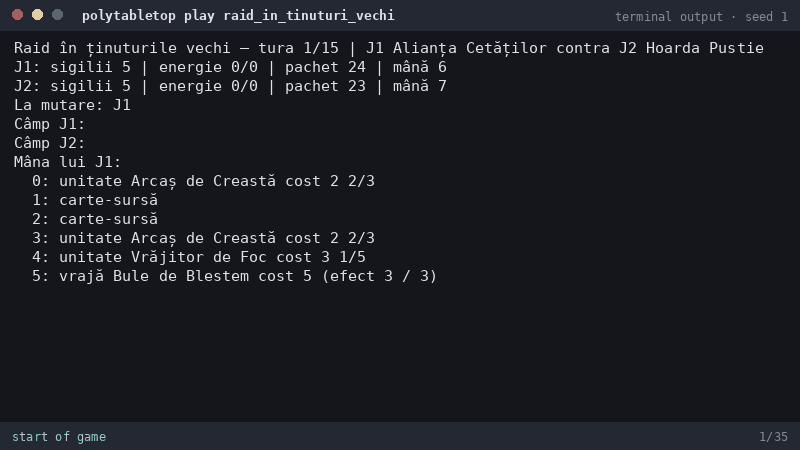 polytabletop play raid_in_tinuturi_vechi
terminal output · seed 1
Raid în ținuturile vechi — tura 1/15 | J1 Alianța Cetăților contra J2 Hoarda Pustie
J1: sigilii 5 | energie 0/0 | pachet 24 | mână 6
J2: sigilii 5 | energie 0/0 | pachet 23 | mână 7
La mutare: J1
Câmp J1:
Câmp J2:
Mâna lui J1:
0: unitate Arcaș de Creastă cost 2 2/3
1: carte-sursă
2: carte-sursă
3: unitate Arcaș de Creastă cost 2 2/3
4: unitate Vrăjitor de Foc cost 3 1/5
5: vrajă Bule de Blestem cost 5 (efect 3 / 3)
start of game
1/35